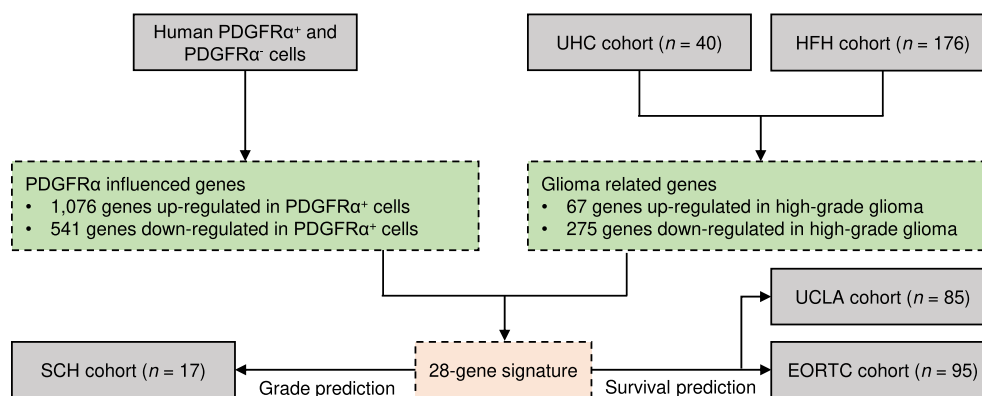 Human PDGFRα⁺ and
PDGFRα⁻ cells
UHC cohort (n = 40)
HFH cohort (n = 176)
PDGFRα influenced genes
• 1,076 genes up-regulated in PDGFRα⁺ cells
• 541 genes down-regulated in PDGFRα⁺ cells
Glioma related genes
• 67 genes up-regulated in high-grade glioma
• 275 genes down-regulated in high-grade glioma
UCLA cohort (n = 85)
SCH cohort (n = 17)
Grade prediction
28-gene signature
Survival prediction
EORTC cohort (n = 95)